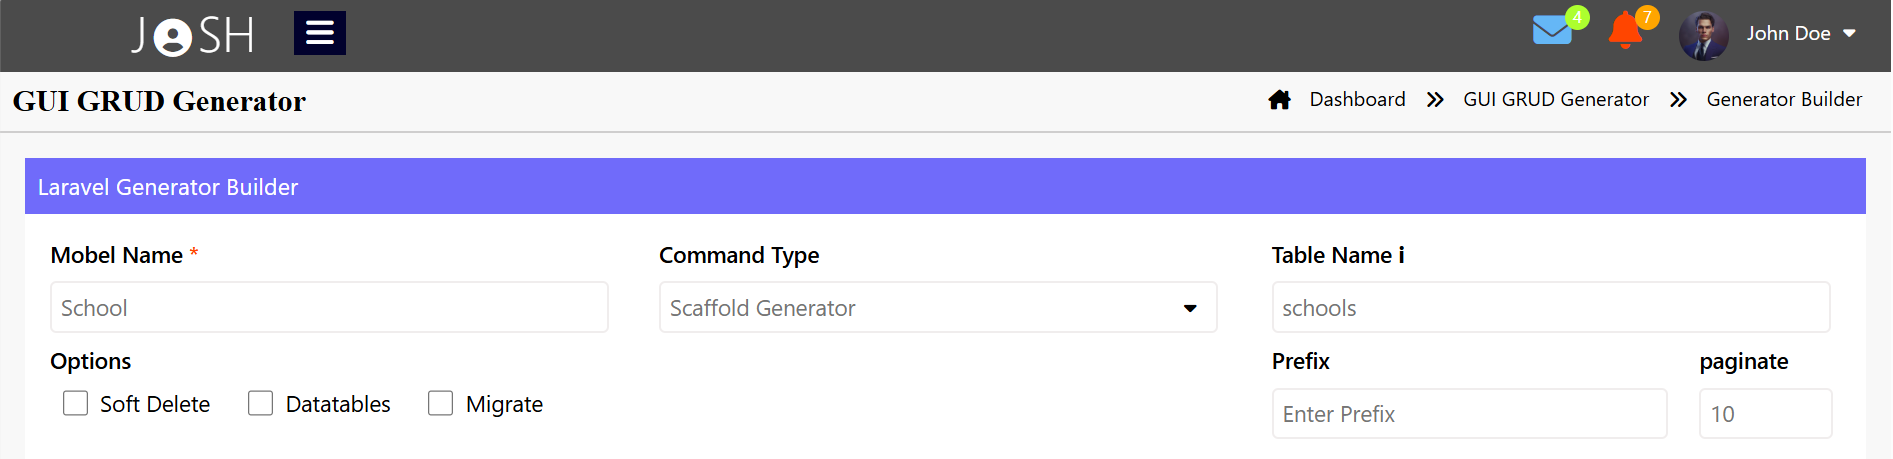 JOSH 4 7 John Doe
GUI GRUD Generator Dashboard GUI GRUD Generator Generator Builder
Laravel Generator Builder
Mobel Name * Command Type Table Name i
School Scaffold Generator schools
Options Prefix paginate
Soft Delete Datatables Migrate Enter Prefix 10